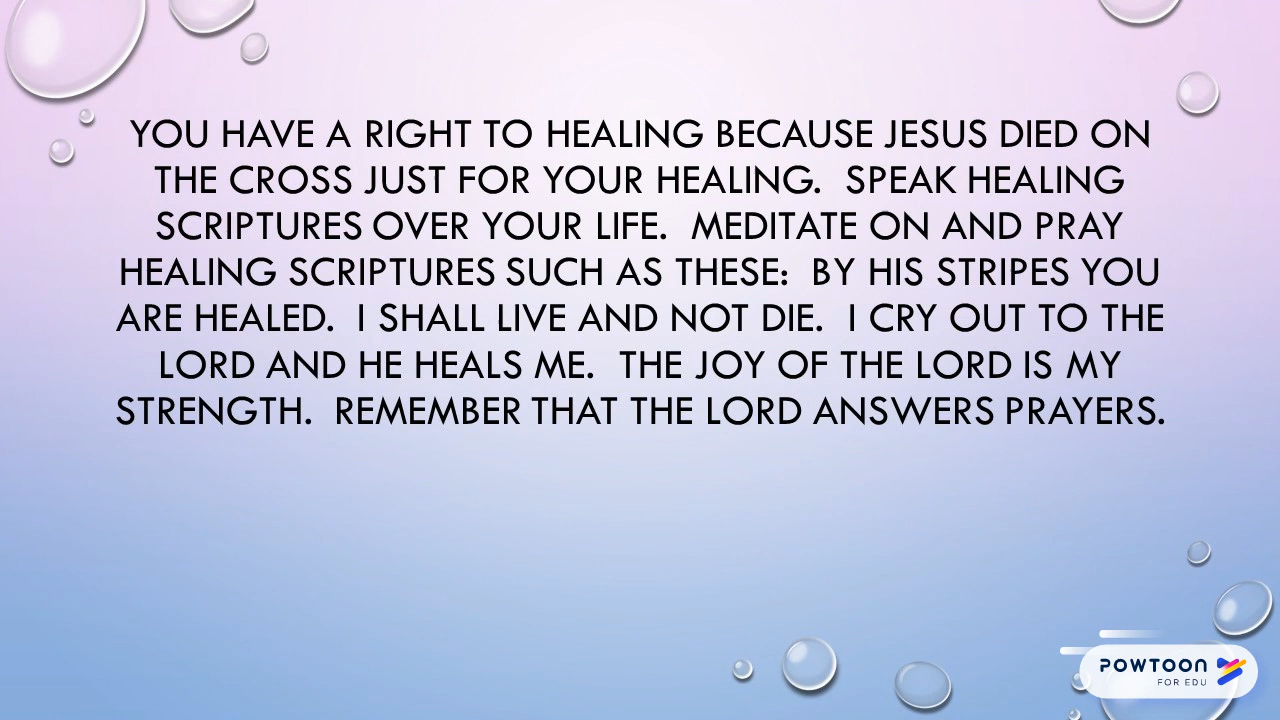 YOU HAVE A RIGHT TO HEALING BECAUSE JESUS DIED ON
THE CROSS JUST FOR YOUR HEALING.  SPEAK HEALING
SCRIPTURES OVER YOUR LIFE.  MEDITATE ON AND PRAY
HEALING SCRIPTURES SUCH AS THESE:  BY HIS STRIPES YOU
ARE HEALED.  I SHALL LIVE AND NOT DIE.  I CRY OUT TO THE
LORD AND HE HEALS ME.  THE JOY OF THE LORD IS MY
STRENGTH.  REMEMBER THAT THE LORD ANSWERS PRAYERS.
POWTOON
FOR EDU